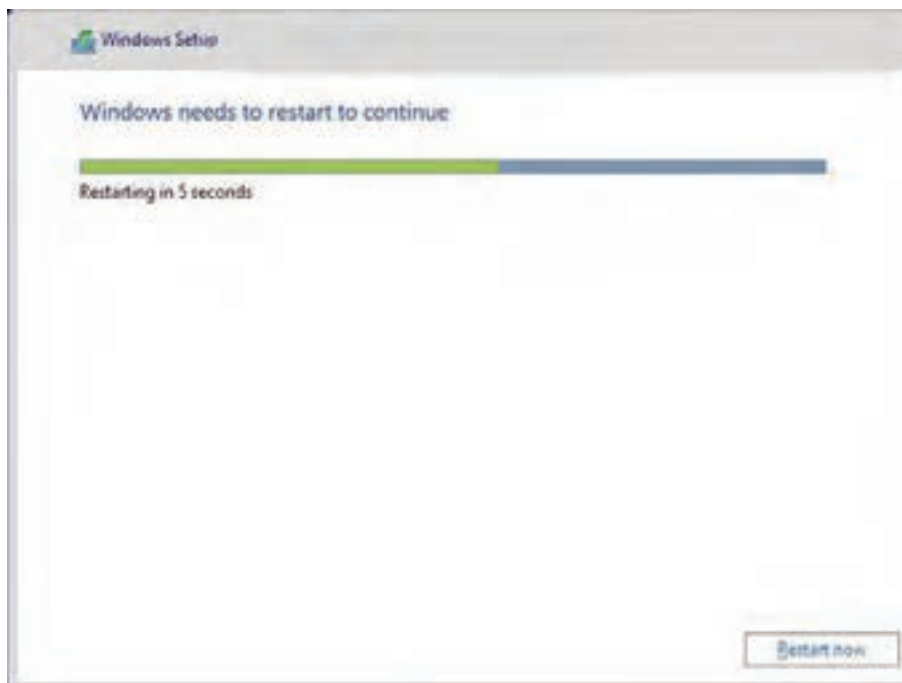 Windows Setup
Windows needs to restart to continue
Restarting in 5 seconds
Restart now